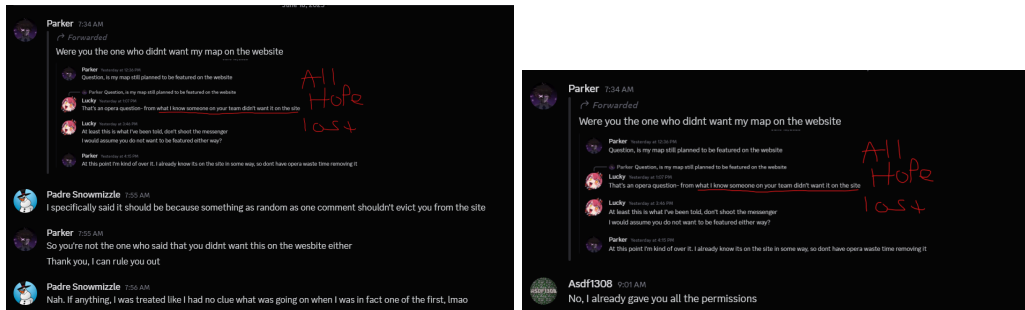 June 18, 2025
Parker 7:34 AM
Forwarded
Were you the one who didnt want my map on the website
Parker Yesterday at 12:36 PM
Question, is my map still planned to be featured on the website
Parker Question, is my map still planned to be featured on the website
Lucky Yesterday at 1:07 PM
That's an opera question- from what I know someone on your team didn't want it on the site
Lucky Yesterday at 3:46 PM
At least this is what I've been told, don't shoot the messenger
I would assume you do not want to be featured either way?
Parker Yesterday at 4:15 PM
At this point I'm kind of over it. I already know its on the site in some way, so dont have opera waste time removing it
All
Hope
lost
Padre Snowmizzle 7:55 AM
I specifically said it should be because something as random as one comment shouldn't evict you from the site
Parker 7:55 AM
So you're not the one who said that you didnt want this on the wesbite either
Thank you, I can rule you out
Padre Snowmizzle 7:56 AM
Nah. If anything, I was treated like I had no clue what was going on when I was in fact one of the first, lmao
Parker 7:34 AM
Forwarded
Were you the one who didnt want my map on the website
Parker Yesterday at 12:36 PM
Question, is my map still planned to be featured on the website
Parker Question, is my map still planned to be featured on the website
Lucky Yesterday at 1:07 PM
That's an opera question- from what I know someone on your team didn't want it on the site
Lucky Yesterday at 3:46 PM
At least this is what I've been told, don't shoot the messenger
I would assume you do not want to be featured either way?
Parker Yesterday at 4:15 PM
At this point I'm kind of over it. I already know its on the site in some way, so dont have opera waste time removing it
All
Hope
lost
ASDF1308
Asdf1308 9:01 AM
No, I already gave you all the permissions